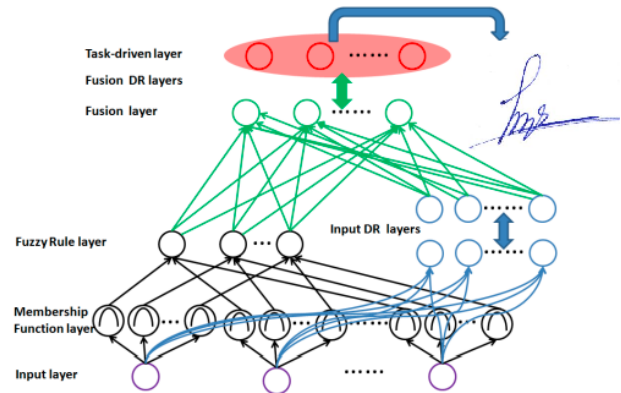 Task-driven layer
Fusion DR layers
Fusion layer
Input DR layers
Fuzzy Rule layer
Membership
Function layer
Input layer